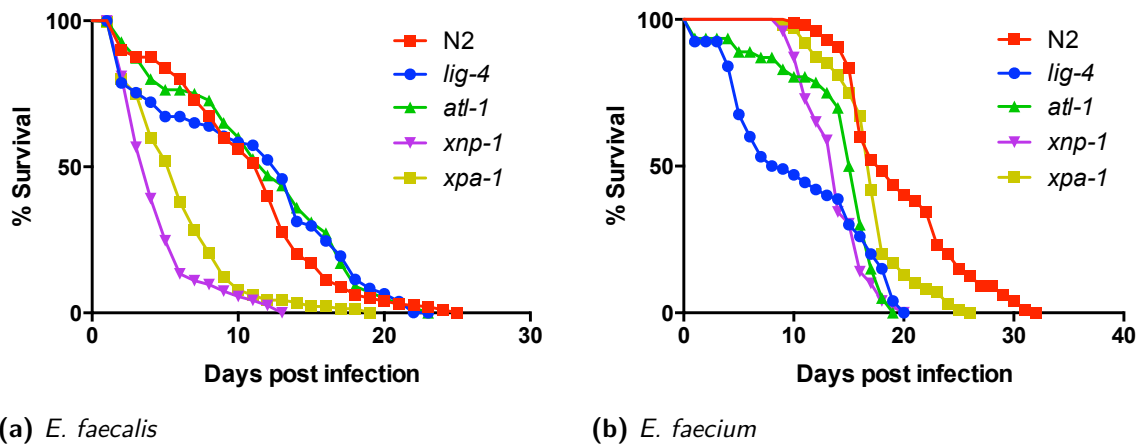 100
50
0
% Survival
0
10
20
30
Days post infection
N2
lig-4
atl-1
xnp-1
xpa-1
(a) E. faecalis
100
50
0
% Survival
0
10
20
30
40
Days post infection
N2
lig-4
atl-1
xnp-1
xpa-1
(b) E. faecium